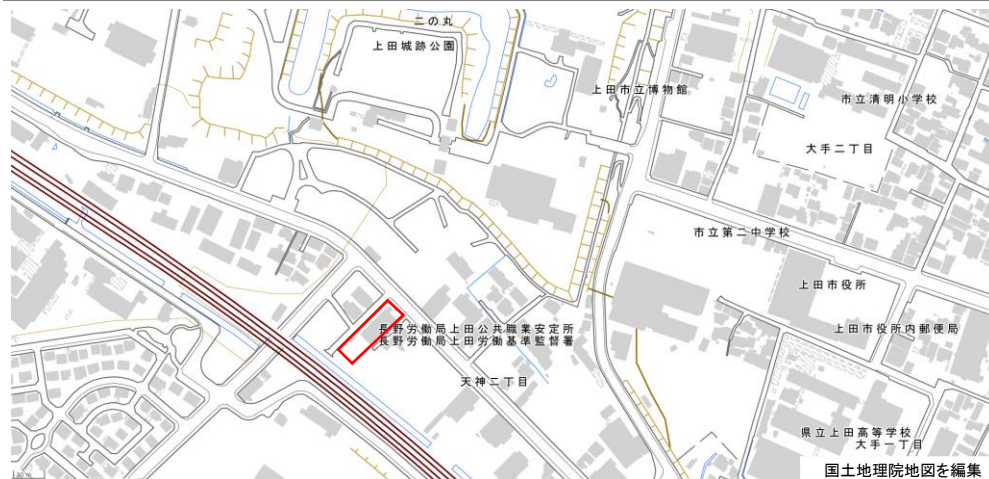 二の丸
上田城跡公園
上田市立博物館
市立清明小学校
大手二丁目
市立第二中学校
上田市役所
長野労働局上田公共職業安定所
長野労働局上田労働基準監督署
上田市役所内郵便局
天神二丁目
県立上田高等学校
大手一丁目
国土地理院地図を編集